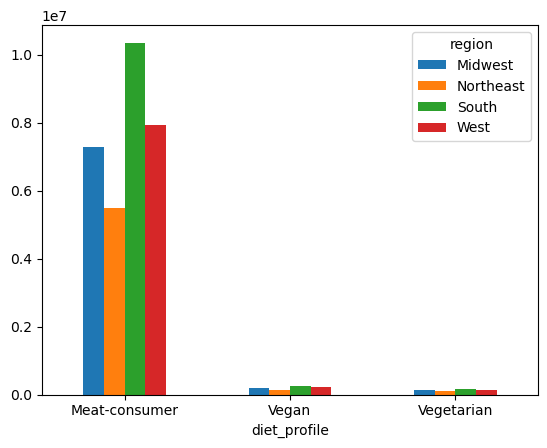 1e7
1.0
0.8
0.6
0.4
0.2
0.0
region
Midwest
Northeast
South
West
Meat-consumer
Vegan
Vegetarian
diet_profile